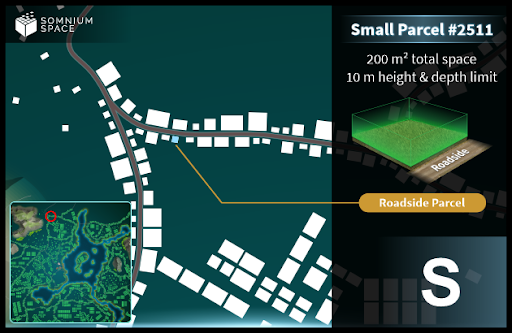 SOMNIUM
SPACE
Small Parcel #2511
200 m² total space
10 m height & depth limit
Roadside
Roadside Parcel
S